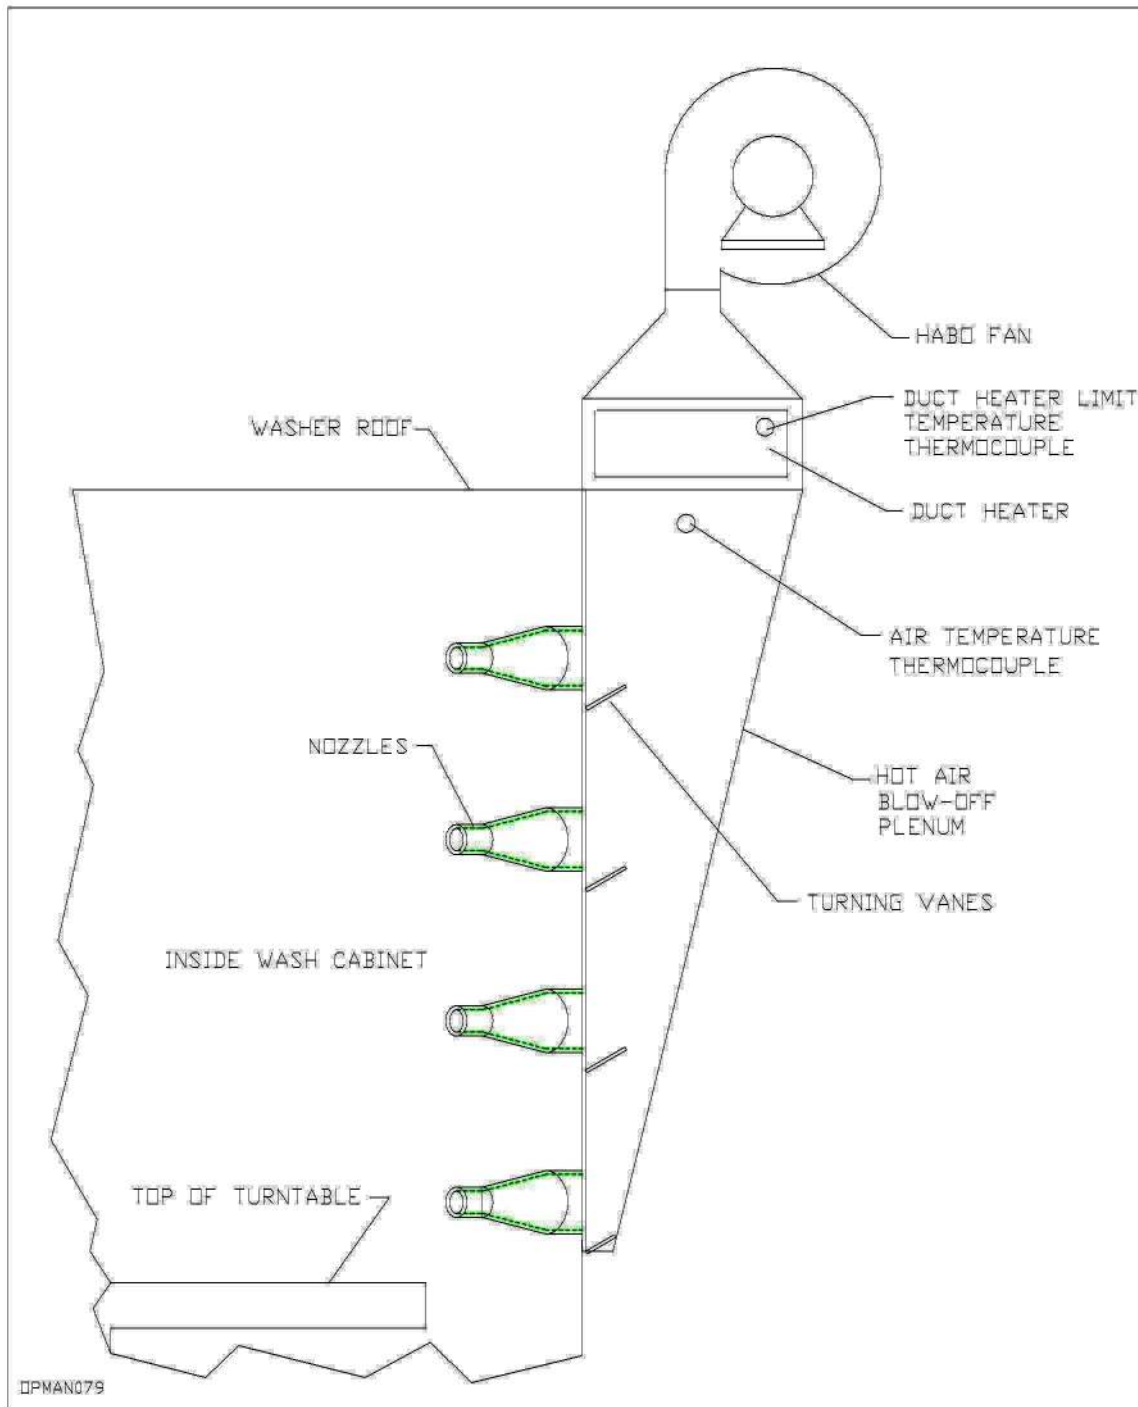 HABO FAN
DUCT HEATER LIMIT
TEMPERATURE
THERMOCOUPLE
WASHER ROOF
DUCT HEATER
AIR TEMPERATURE
THERMOCOUPLE
NOZZLES
HOT AIR
BLOW-OFF
PLENUM
TURNING VANES
INSIDE WASH CABINET
TOP OF TURNTABLE
OPMAN079